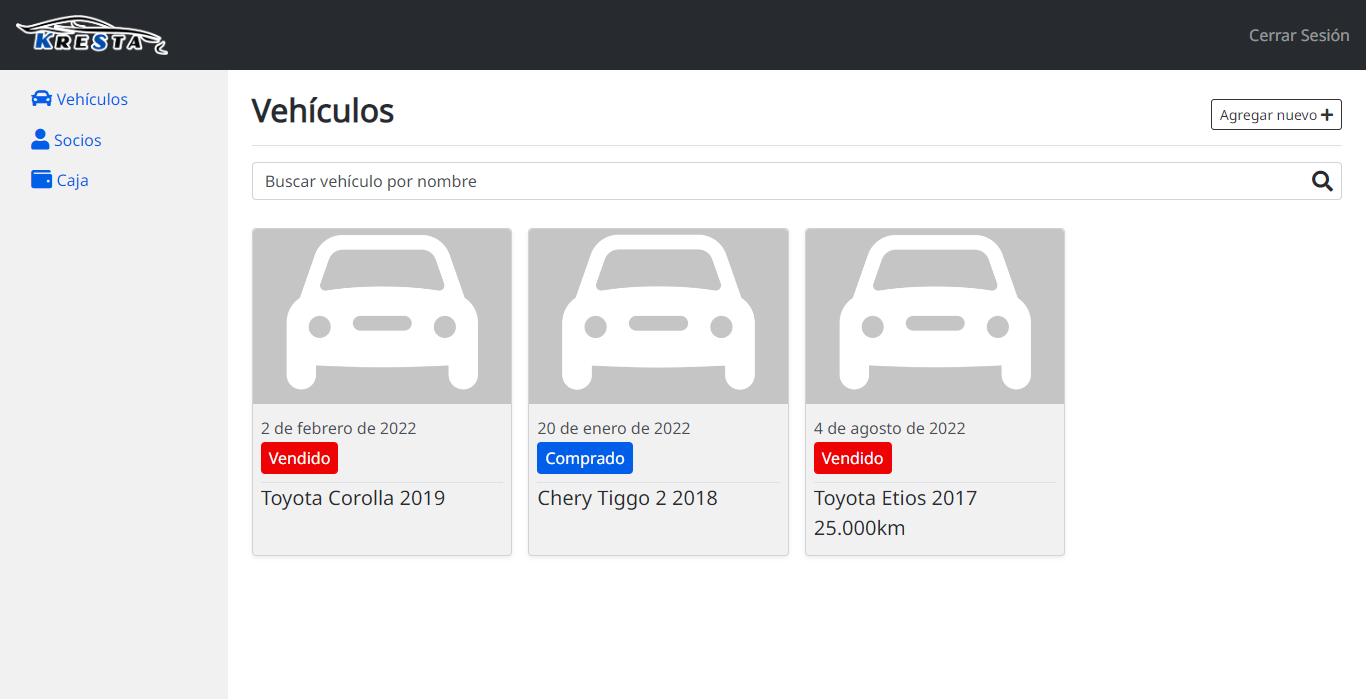 KRESTA
Cerrar Sesión
Vehículos
Socios
Caja
Vehículos
Agregar nuevo
Buscar vehículo por nombre
2 de febrero de 2022
Vendido
Toyota Corolla 2019
20 de enero de 2022
Comprado
Chery Tiggo 2 2018
4 de agosto de 2022
Vendido
Toyota Etios 2017
25.000km